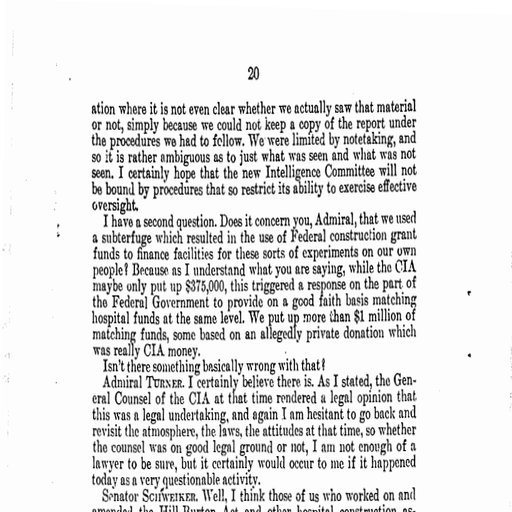 20
ation where it is not even clear whether we actually saw that material
or not, simply because we could not keep a copy of the report under
the procedures we had to follow. We were limited by notetaking, and
so it is rather ambiguous as to just what was seen and what was not
seen. I certainly hope that the new Intelligence Committee will not
be bound by procedures that so restrict its ability to exercise effective
oversight.
I have a second question. Does it concern you, Admiral, that we used
a subterfuge which resulted in the use of Federal construction grant
funds to finance facilities for these sorts of experiments on our own
people? Because as I understand what you are saying, while the CIA
maybe only put up $375,000, this triggered a response on the part of
the Federal Government to provide on a good faith basis matching
hospital funds at the same level. We put up more than $1 million of
matching funds, some based on an allegedly private donation which
was really CIA money.
Isn't there something basically wrong with that?
Admiral TURNER. I certainly believe there is. As I stated, the Gen-
eral Counsel of the CIA at that time rendered a legal opinion that
this was a legal undertaking, and again I am hesitant to go back and
revisit the atmosphere, the laws, the attitudes at that time, so whether
the counsel was on good legal ground or not, I am not enough of a
lawyer to be sure, but it certainly would occur to me if it happened
today as a very questionable activity.
Senator SCHWEIKER. Well, I think those of us who worked on and
amended the Hill-Burton Act and other hospital construction as-